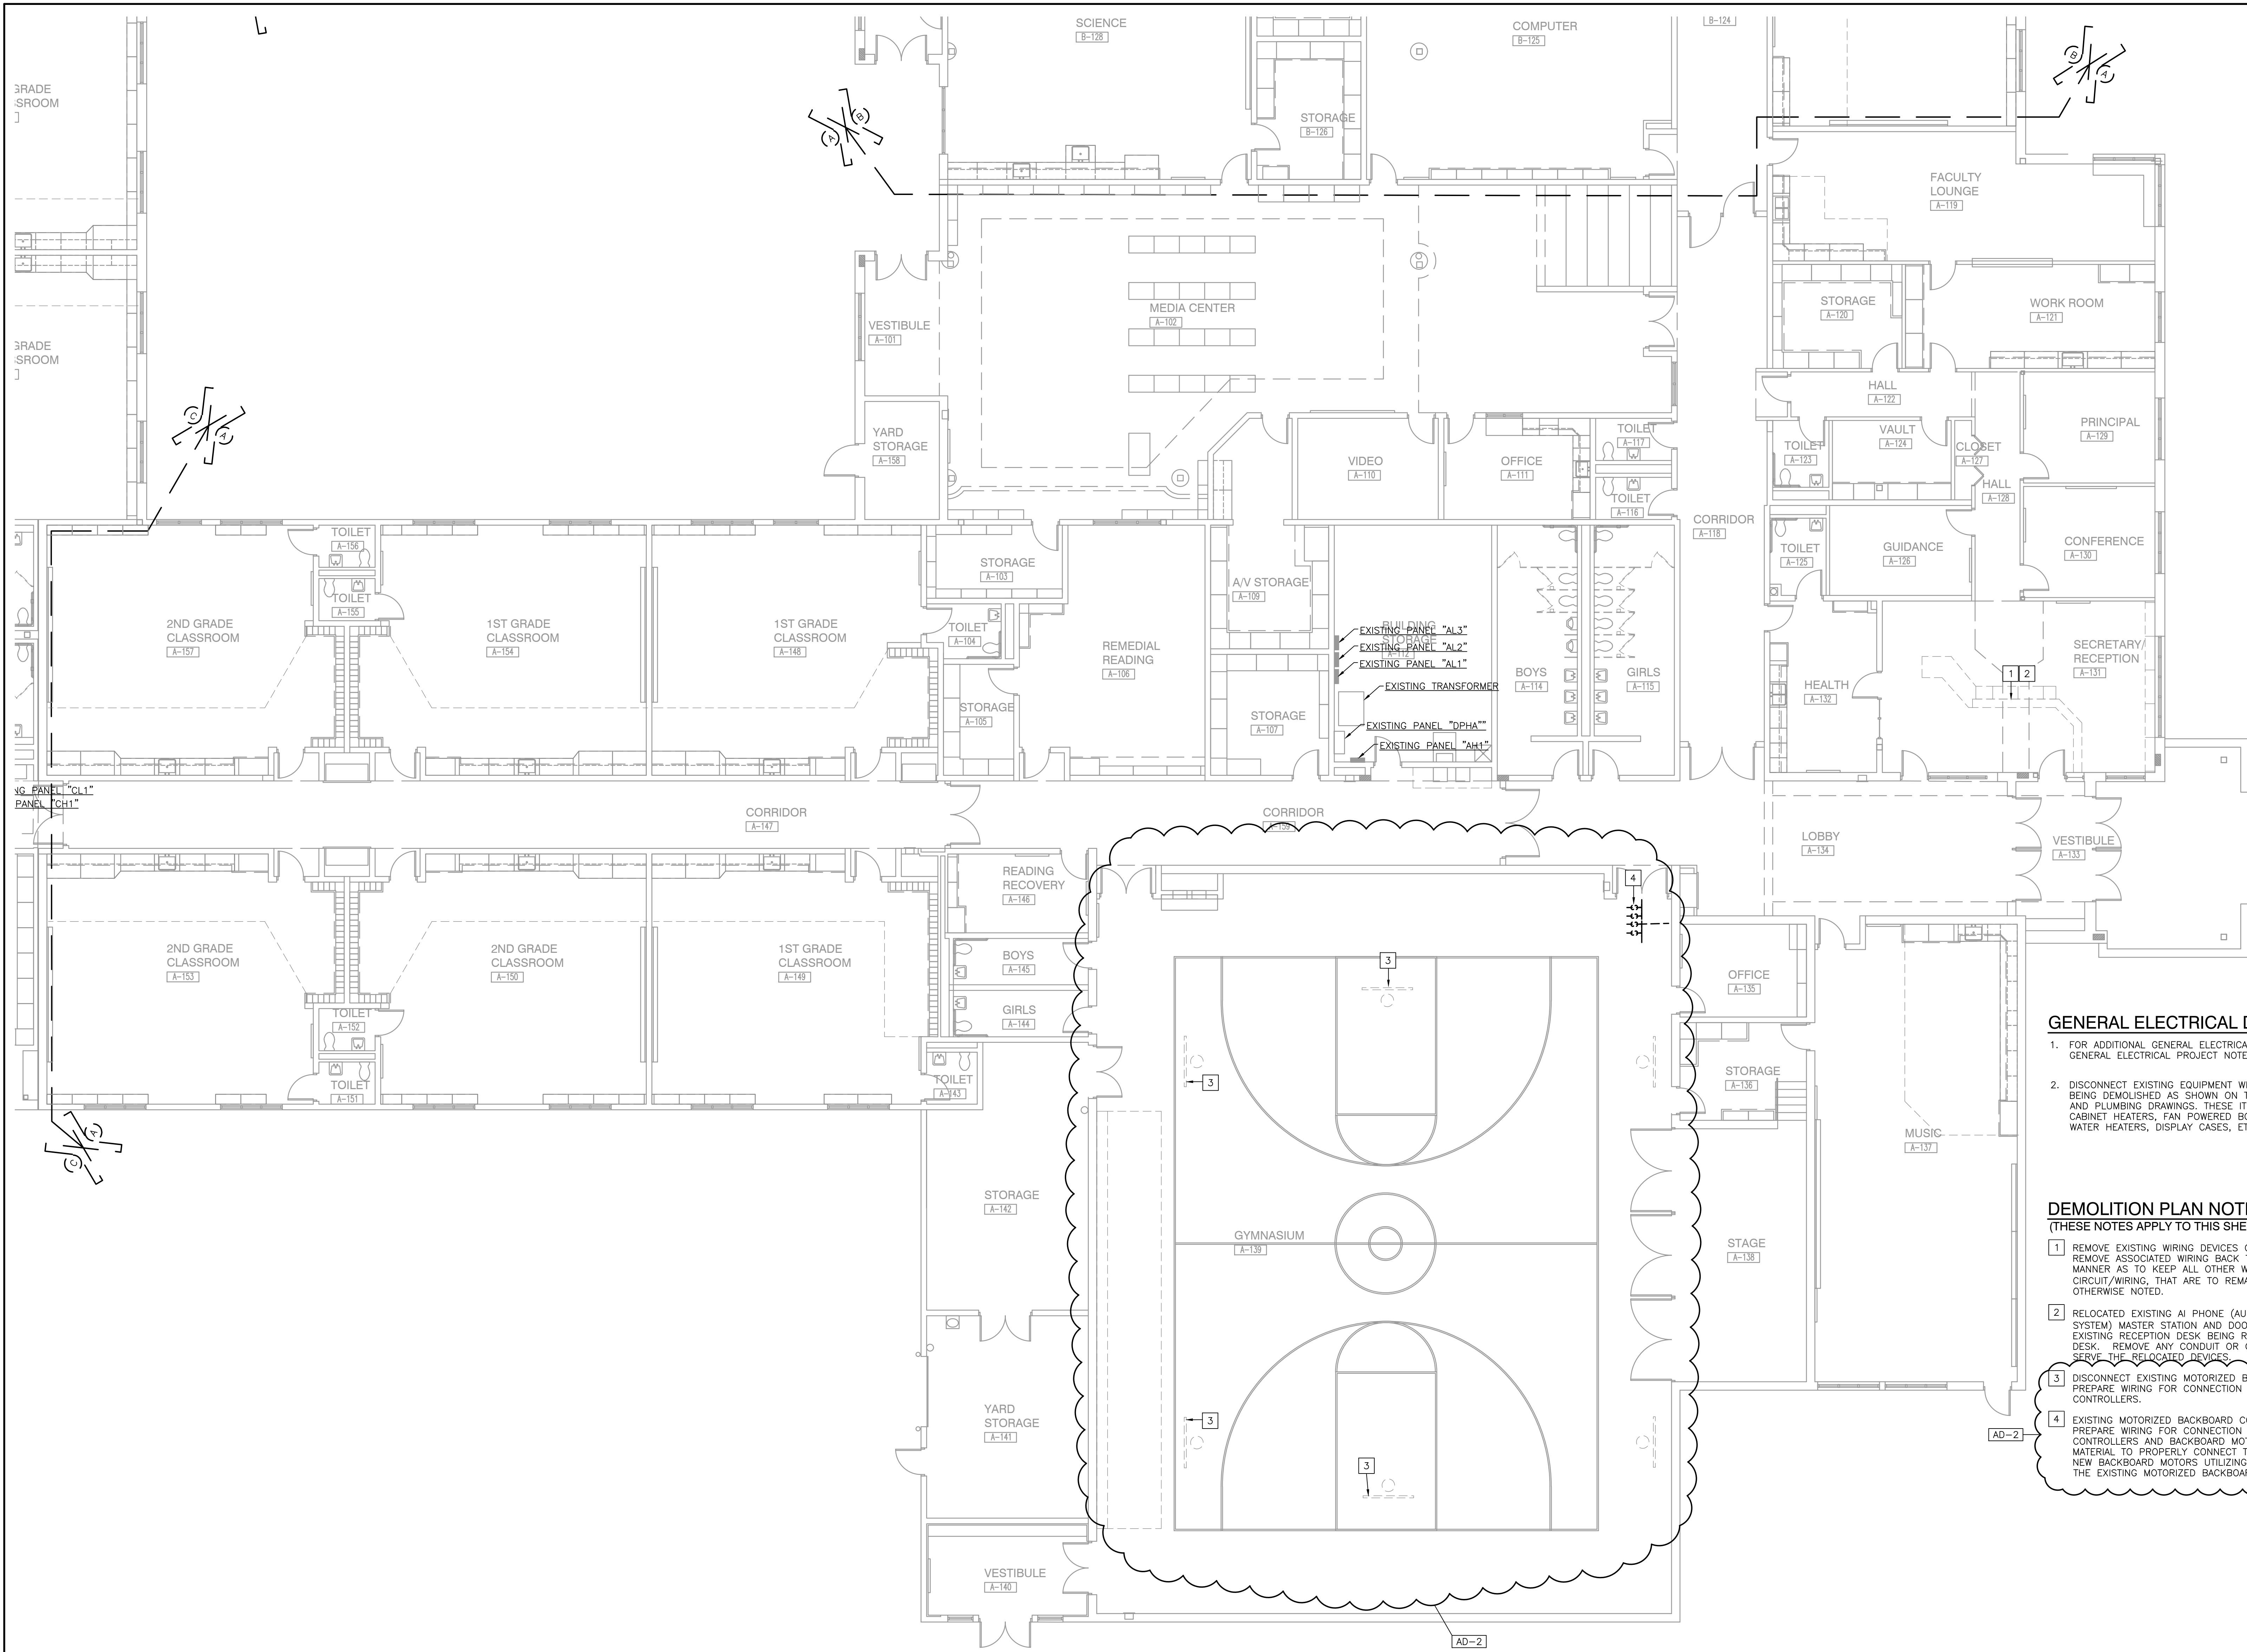 SCIENCE
B-128
COMPUTER
B-125
B-124
B
A
GRADE
A
B
STORAGE
B-126
FACULTY
LOUNGE
A-119
STORAGE
A-120
WORK ROOM
A-121
MEDIA CENTER
A-102
VESTIBULE
A-101
GRADE
HALL
A-122
C
A
YARD
STORAGE
A-158
VIDEO
A-110
OFFICE
A-111
TOILET
A-117
TOILET
A-116
TOILET
A-123
VAULT
A-124
CLOSET
A-127
PRINCIPAL
A-129
HALL
A-128
CORRIDOR
A-118
TOILET
A-125
GUIDANCE
A-126
CONFERENCE
A-130
TOILET
A-156
TOILET
A-155
STORAGE
A-103
A/V STORAGE
A-109
2ND GRADE
CLASSROOM
A-157
1ST GRADE
CLASSROOM
A-154
1ST GRADE
CLASSROOM
A-148
TOILET
A-104
REMEDIAL
READING
A-106
BUILDING
STORAGE
A-112
EXISTING PANEL "AL3"
EXISTING PANEL "AL2"
EXISTING PANEL "AL1"
EXISTING TRANSFORMER
EXISTING PANEL "DPHA""
EXISTING PANEL "AH1"
BOYS
A-114
GIRLS
A-115
SECRETARY/
RECEPTION
A-131
1 2
HEALTH
A-132
STORAGE
A-105
STORAGE
A-107
PANEL "CL1"
PANEL "CH1"
CORRIDOR
A-147
CORRIDOR
A-159
LOBBY
A-134
VESTIBULE
A-133
READING
RECOVERY
A-146
4
2ND GRADE
CLASSROOM
A-153
2ND GRADE
CLASSROOM
A-150
1ST GRADE
CLASSROOM
A-149
BOYS
A-145
GIRLS
A-144
3
OFFICE
A-135
TOILET
A-152
TOILET
A-151
TOILET
A-143
3
STORAGE
A-136
MUSIC
A-137
A
C
STORAGE
A-142
GYMNASIUM
A-139
STAGE
A-138
YARD
STORAGE
A-141
3
3
VESTIBULE
A-140
AD-2
GENERAL ELECTRICAL
1. FOR ADDITIONAL GENERAL
GENERAL ELECTRICAL PROJECT
2. DISCONNECT EXISTING EQUIPMENT
BEING DEMOLISHED AS SHOWN ON
AND PLUMBING DRAWINGS. THESE
CABINET HEATERS, FAN POWERED
WATER HEATERS, DISPLAY CASES,
DEMOLITION PLAN
(THESE NOTES APPLY TO THIS
1 REMOVE EXISTING WIRING DEVICES
REMOVE ASSOCIATED WIRING BACK
MANNER AS TO KEEP ALL OTHER
CIRCUIT/WIRING, THAT ARE TO
OTHERWISE NOTED.
2 RELOCATED EXISTING AI PHONE
SYSTEM) MASTER STATION AND
EXISTING RECEPTION DESK BEING
DESK. REMOVE ANY CONDUIT OR
SERVE THE RELOCATED DEVICES.
3 DISCONNECT EXISTING MOTORIZED
PREPARE WIRING FOR CONNECTION
CONTROLLERS.
4 EXISTING MOTORIZED BACKBOARD
PREPARE WIRING FOR CONNECTION
CONTROLLERS AND BACKBOARD
MATERIAL TO PROPERLY CONNECT
NEW BACKBOARD MOTORS UTILIZING
THE EXISTING MOTORIZED
AD-2